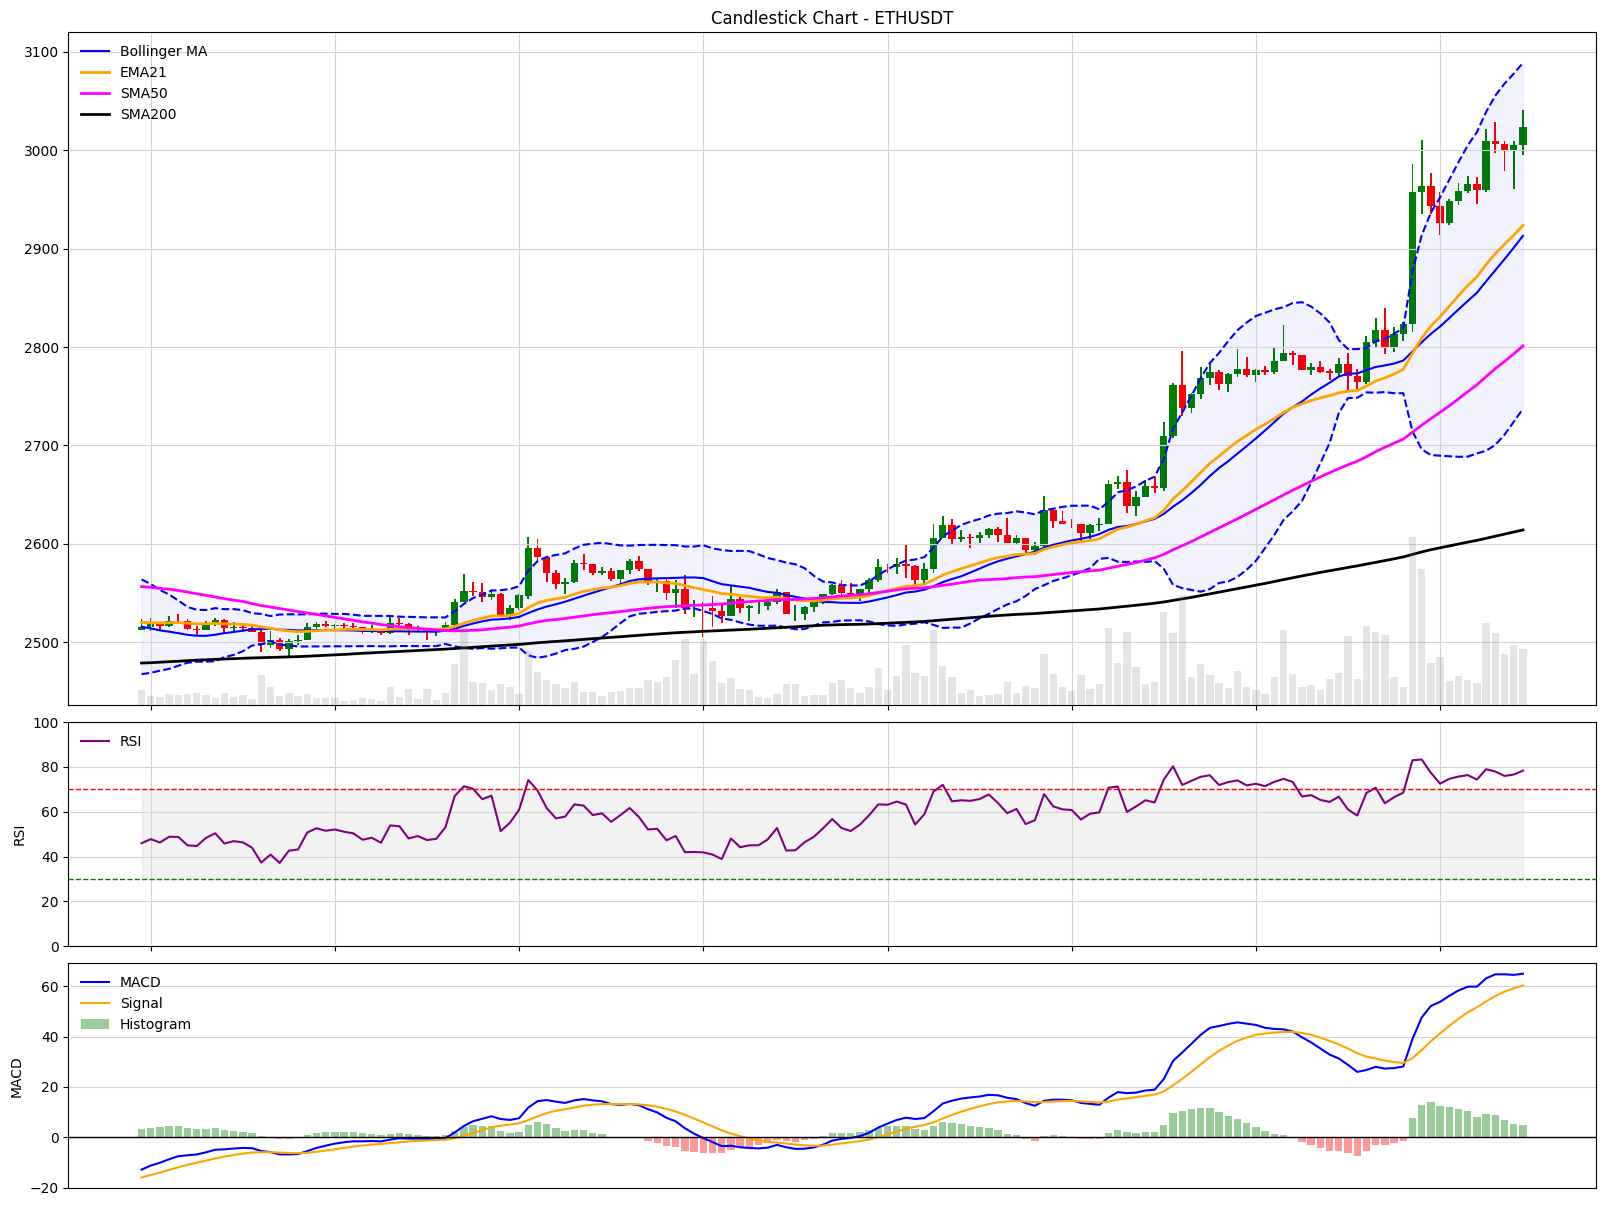 Candlestick Chart - ETHUSDT
Bollinger MA
EMA21
SMA50
SMA200
3100
3000
2900
2800
2700
2600
2500
RSI
RSI
100
80
60
40
20
0
MACD
Signal
Histogram
MACD
60
40
20
0
−20